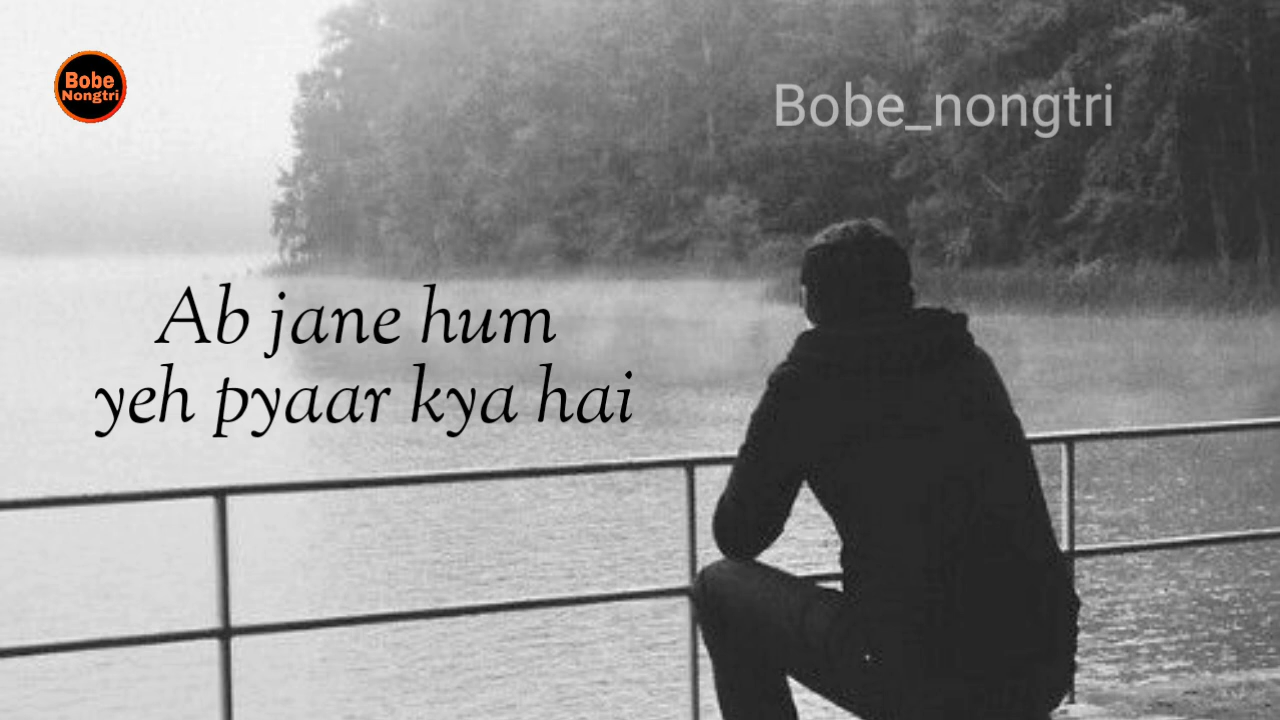 Bobe
Nongtri
Bobe_nongtri
Ab jane hum
yeh pyaar kya hai